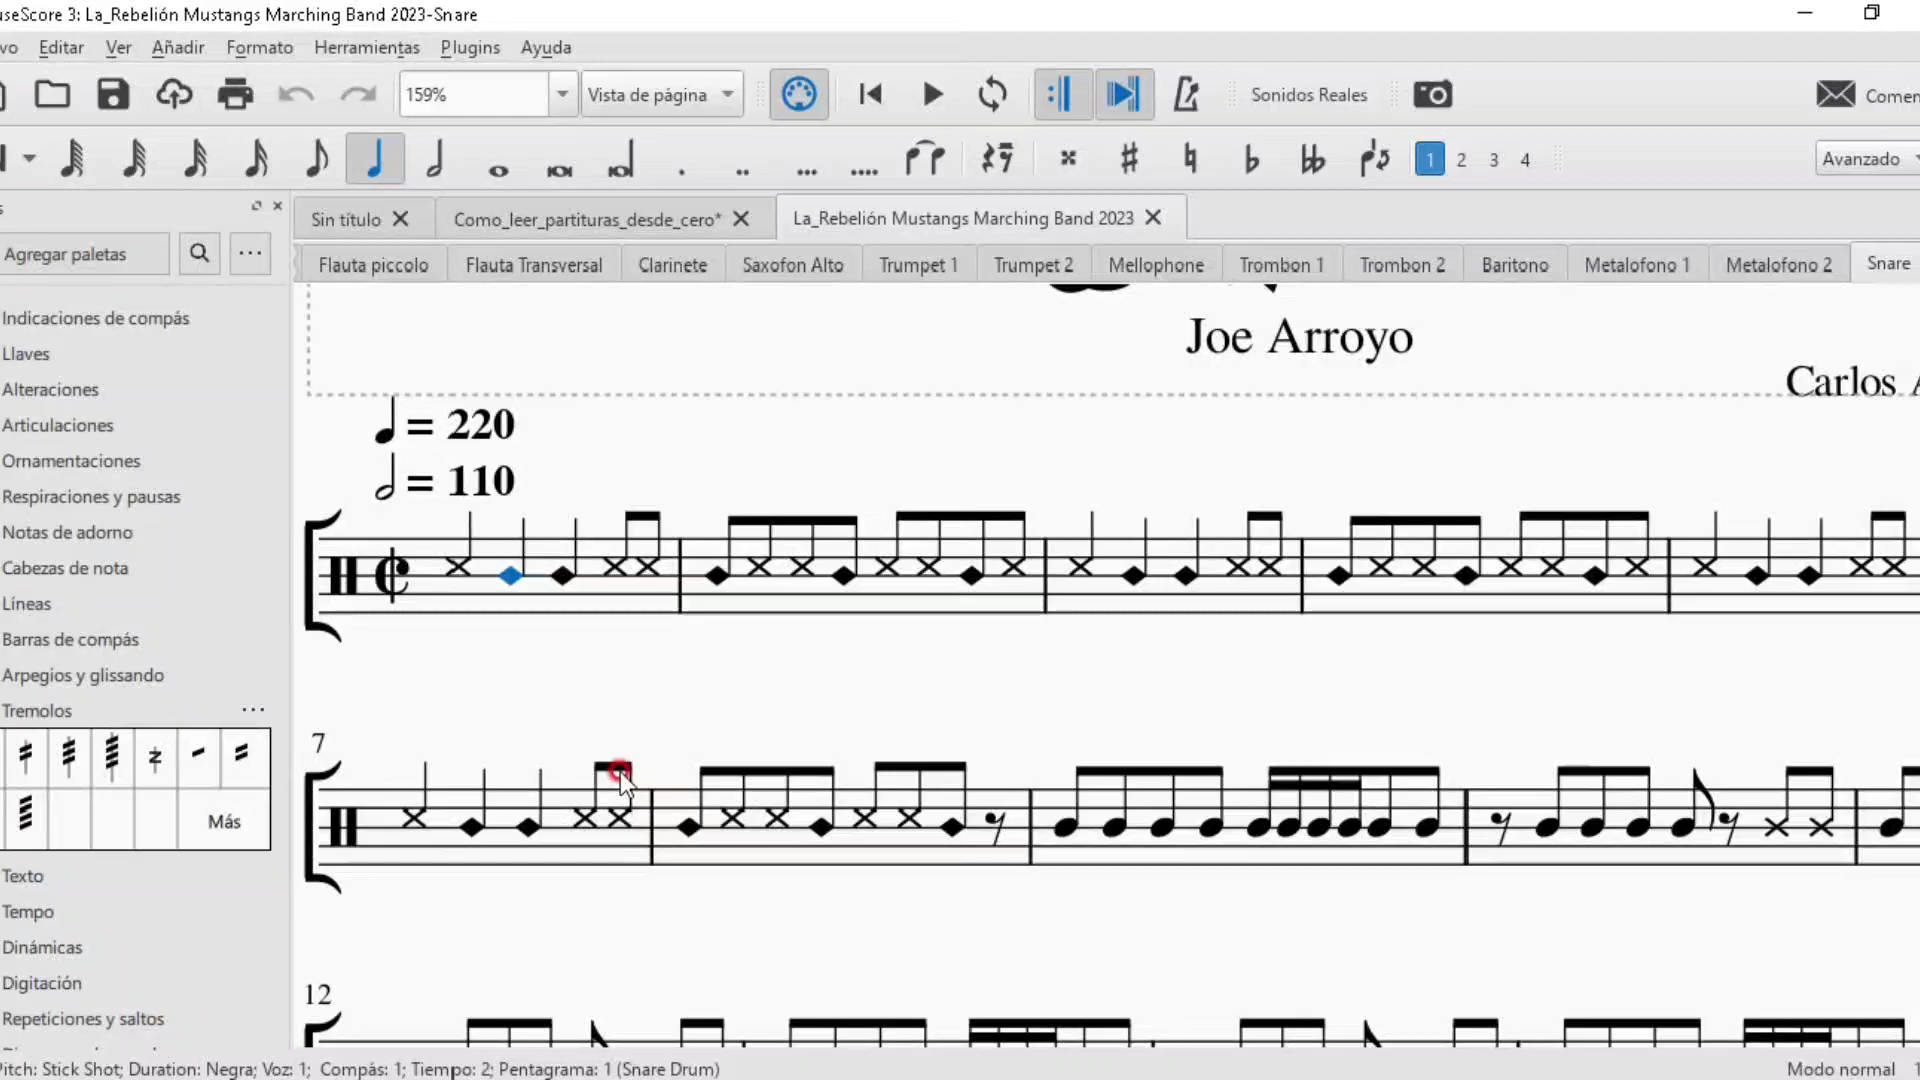 useScore 3: La_Rebelión Mustangs Marching Band 2023-Snare
vo Editar Ver Añadir Formato Herramientas Plugins Ayuda
159% Vista de página Sonidos Reales Comen
1 2 3 4 Avanzado
s
Sin título Como_leer_partituras_desde_cero* La_Rebelión Mustangs Marching Band 2023
Agregar paletas ...
Flauta piccolo Flauta Transversal Clarinete Saxofon Alto Trumpet 1 Trumpet 2 Mellophone Trombon 1 Trombon 2 Baritono Metalofono 1 Metalofono 2 Snare
Indicaciones de compás
Llaves
Alteraciones
Articulaciones
Ornamentaciones
Respiraciones y pausas
Notas de adorno
Cabezas de nota
Líneas
Barras de compás
Arpegios y glissando
Tremolos ...
Más
Texto
Tempo
Dinámicas
Digitación
Repeticiones y saltos
Joe Arroyo
Carlos A
= 220
= 110
7
12
Pitch: Stick Shot; Duration: Negra; Voz: 1; Compás: 1; Tiempo: 2; Pentagrama: 1 (Snare Drum) Modo normal 1